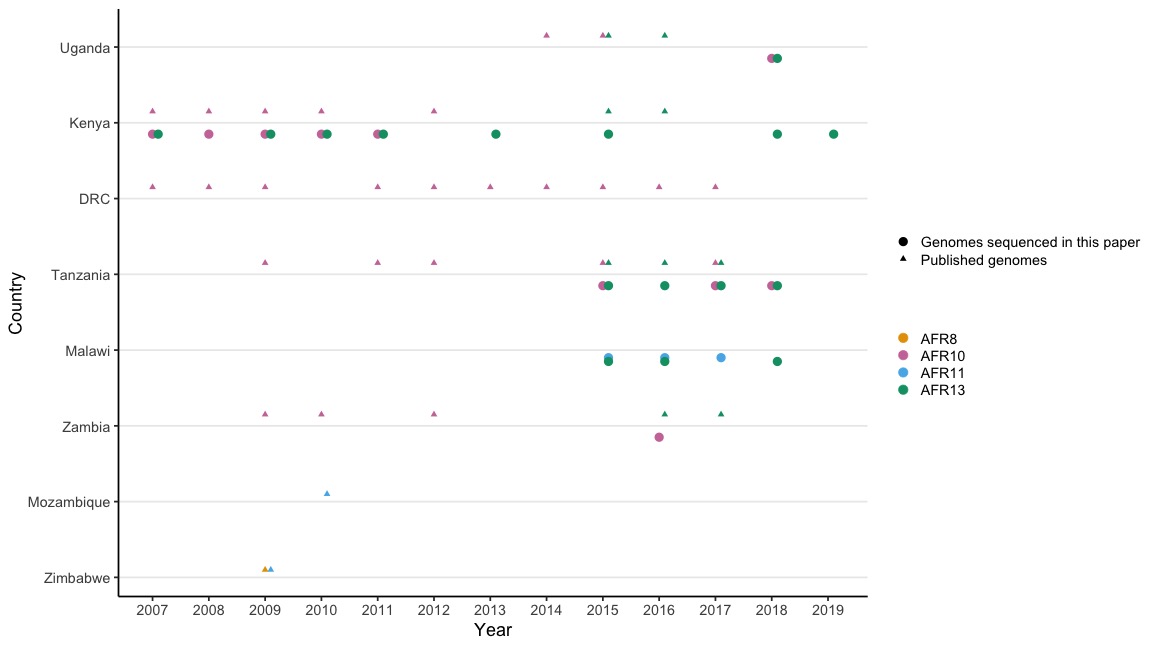 Uganda
Kenya
DRC
Tanzania
Malawi
Zambia
Mozambique
Zimbabwe
Country
2007 2008 2009 2010 2011 2012 2013 2014 2015 2016 2017 2018 2019
Year
Genomes sequenced in this paper
Published genomes
AFR8
AFR10
AFR11
AFR13